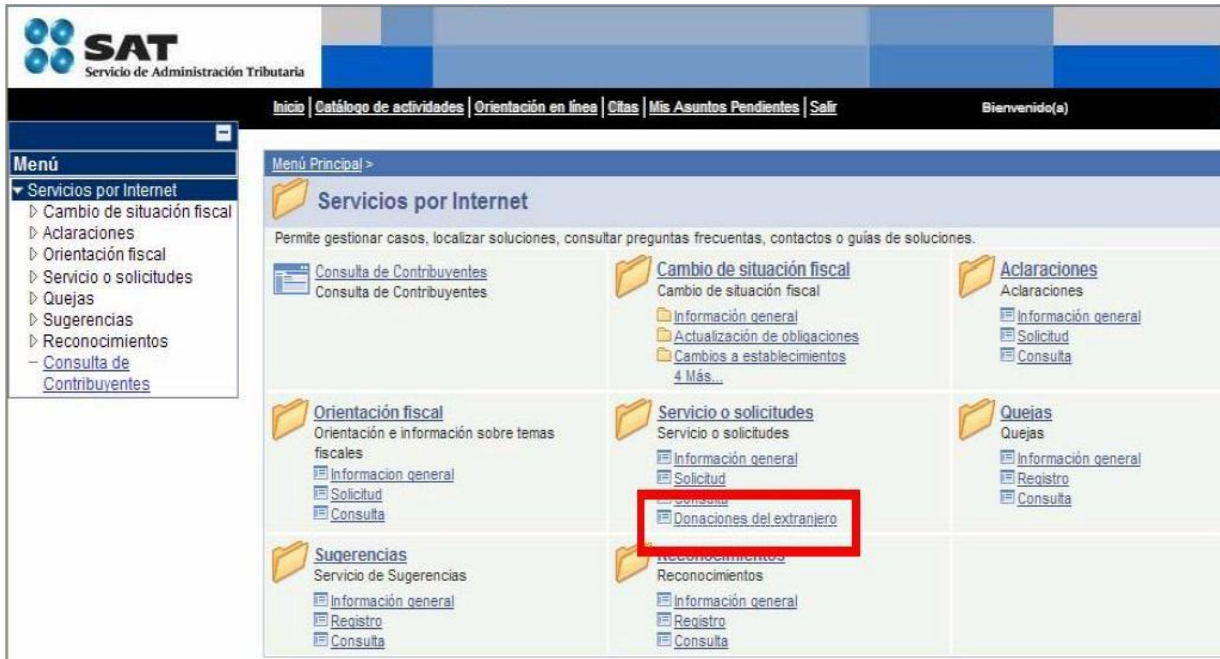 SAT
Servicio de Administración Tributaria
Inicio | Catálogo de actividades | Orientación en línea | Citas | Mis Asuntos Pendientes | Salir
Bienvenido(a)
Menú
Servicios por Internet
Cambio de situación fiscal
Aclaraciones
Orientación fiscal
Servicio o solicitudes
Quejas
Sugerencias
Reconocimientos
Consulta de
Contribuyentes
Menú Principal >
Servicios por Internet
Permite gestionar casos, localizar soluciones, consultar preguntas frecuentas, contactos o guías de soluciones.
Consulta de Contribuyentes
Consulta de Contribuyentes
Cambio de situación fiscal
Cambio de situación fiscal
Información general
Actualización de obligaciones
Cambios a establecimientos
4 Más...
Aclaraciones
Aclaraciones
Información general
Solicitud
Consulta
Orientación fiscal
Orientación e información sobre temas
fiscales
Informacion general
Solicitud
Consulta
Servicio o solicitudes
Servicio o solicitudes
Información general
Solicitud
Consulta
Donaciones del extranjero
Quejas
Quejas
Información general
Registro
Consulta
Sugerencias
Servicio de Sugerencias
Información general
Registro
Consulta
Reconocimientos
Reconocimientos
Información general
Registro
Consulta